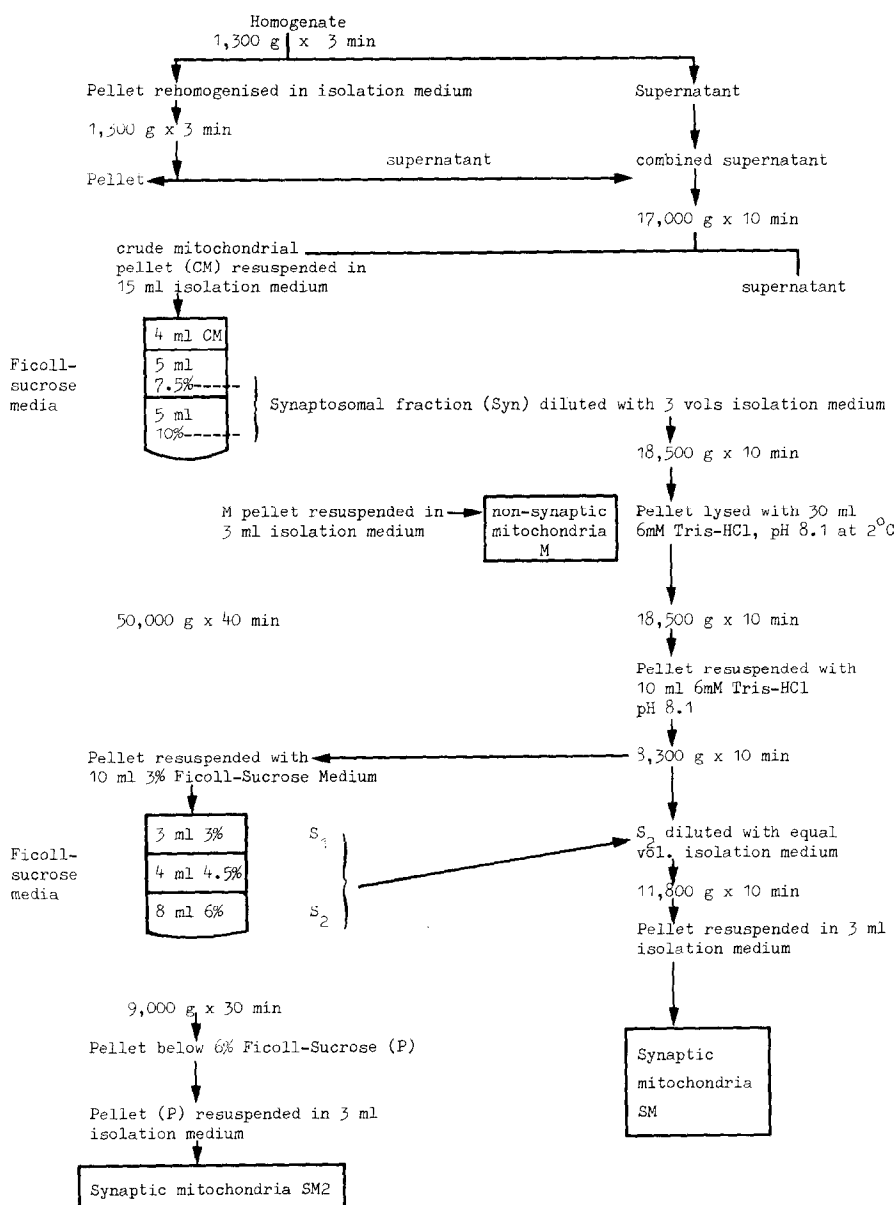 Homogenate
1,300 g x 3 min
Pellet rehomogenised in isolation medium
Supernatant
1,300 g x 3 min
supernatant
combined supernatant
Pellet
17,000 g x 10 min
crude mitochondrial
pellet (CM) resuspended in
15 ml isolation medium
supernatant
4 ml CM
Ficoll-
sucrose
media
5 ml
7.5%
5 ml
10%
Synaptosomal fraction (Syn) diluted with 3 vols isolation medium
18,500 g x 10 min
M pellet resuspended in
3 ml isolation medium
non-synaptic
mitochondria
M
Pellet lysed with 30 ml
6mM Tris-HCl, pH 8.1 at 2°C
50,000 g x 40 min
18,500 g x 10 min
Pellet resuspended with
10 ml 6mM Tris-HCl
pH 8.1
Pellet resuspended with
10 ml 3% Ficoll-Sucrose Medium
3,300 g x 10 min
Ficoll-
sucrose
media
3 ml 3%
4 ml 4.5%
8 ml 6%
S1
S2
S2 diluted with equal
vol. isolation medium
11,800 g x 10 min
Pellet resuspended in 3 ml
isolation medium
9,000 g x 30 min
Pellet below 6% Ficoll-Sucrose (P)
Synaptic
mitochondria
SM
Pellet (P) resuspended in 3 ml
isolation medium
Synaptic mitochondria SM2